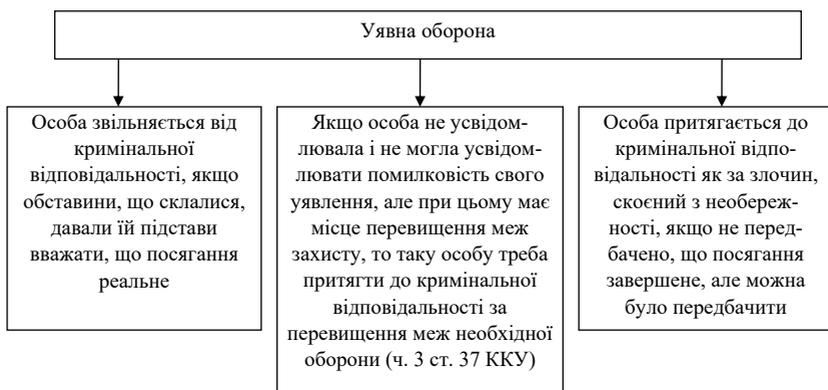 Уявна оборона
Особа звільняється від
кримінальної
відповідальності, якщо
обставини, що склалися,
давали їй підстави
вважати, що посягання
реальне
Якщо особа не усвідом-
лювала і не могла усвідом-
лювати помилковість свого
уявлення, але при цьому має
місце перевищення меж
захисту, то таку особу треба
притягти до кримінальної
відповідальності за
перевищення меж необхідної
оборони (ч. 3 ст. 37 ККУ)
Особа притягається до
кримінальної відпо-
відальності як за злочин,
скоєний з необереж-
ності, якщо не перед-
бачено, що посягання
завершене, але можна
було передбачити